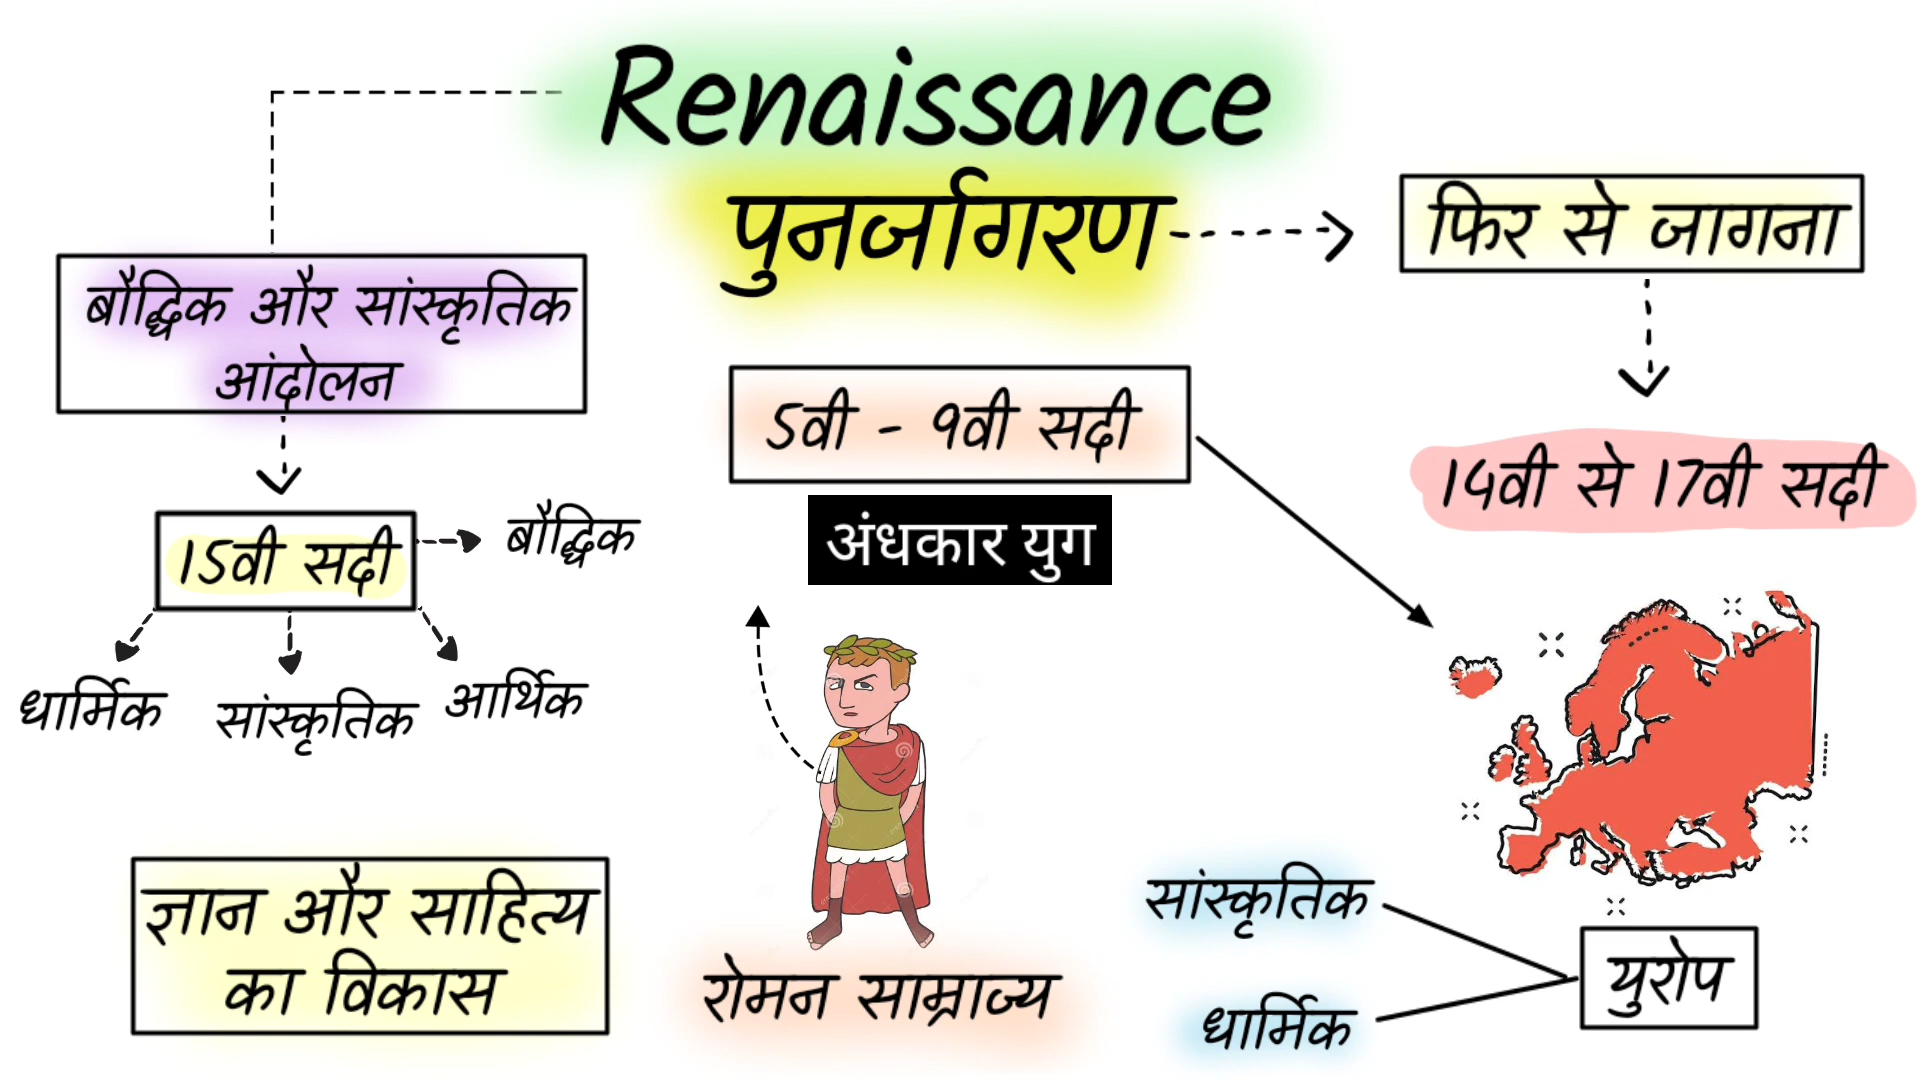 Renaissance
पुनर्जागरण
फिर से जागना
बौद्धिक और सांस्कृतिक
आंदोलन
5वी - 9वी सदी
14वी से 17वी सदी
अंधकार युग
15वी सदी
बौद्धिक
धार्मिक
सांस्कृतिक
आर्थिक
ज्ञान और साहित्य
का विकास
रोमन साम्राज्य
सांस्कृतिक
धार्मिक
युरोप